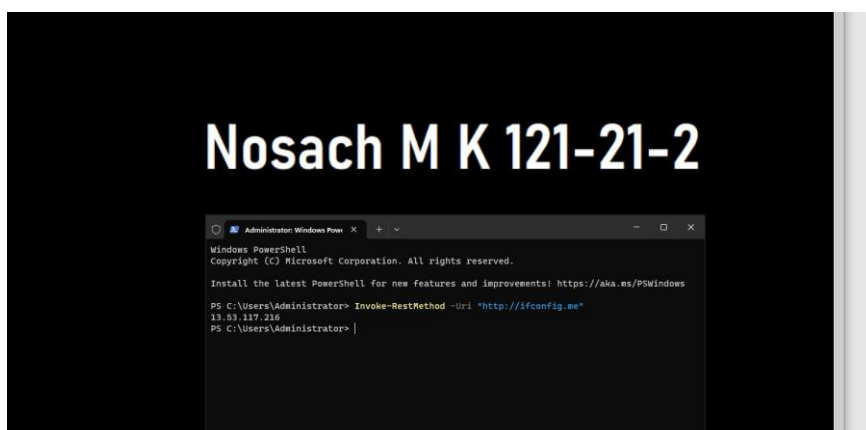 Nosach M K 121-21-2
Administrator: Windows Pow
Windows PowerShell
Copyright (C) Microsoft Corporation. All rights reserved.
Install the latest PowerShell for new features and improvements! https://aka.ms/PSWindows
PS C:\Users\Administrator> Invoke-RestMethod -Uri "http://ifconfig.me"
13.53.117.216
PS C:\Users\Administrator>